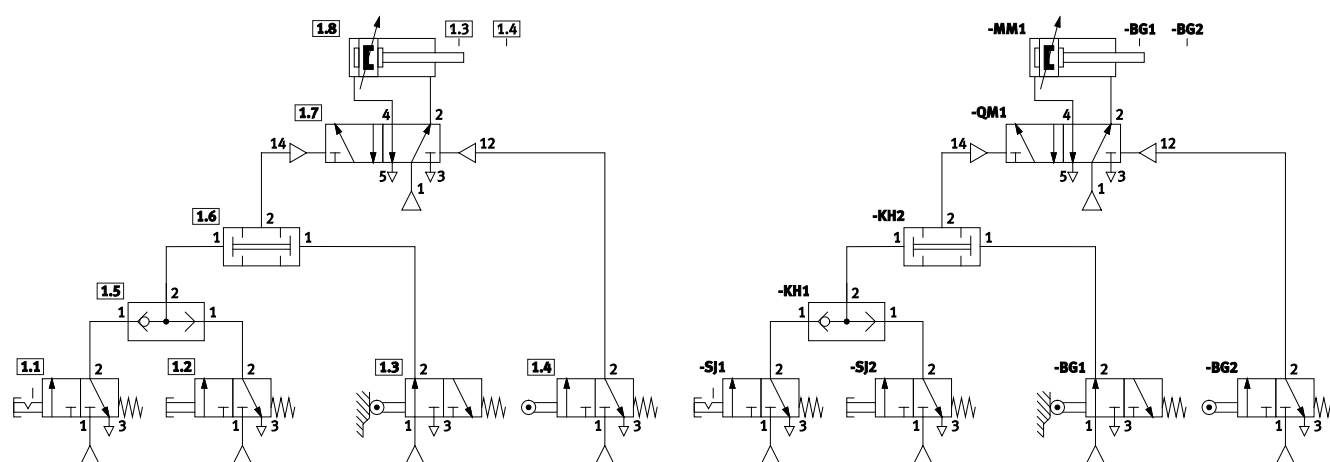 1.8 1.3 1.4 -MM1 -BG1 -BG2
1.7 4 2 -QM1 4 2
14 12 14 12
5 3 5 3
1 1
1.6 2 -KH2 2
1 1 1 1
1.5 2 -KH1 2
1 1 1 1
1.1 2 1.2 2 1.3 2 1.4 2 -SJ1 2 -SJ2 2 -BG1 2 -BG2 2
1 3 1 3 1 3 1 3 1 3 1 3 1 3 1 3